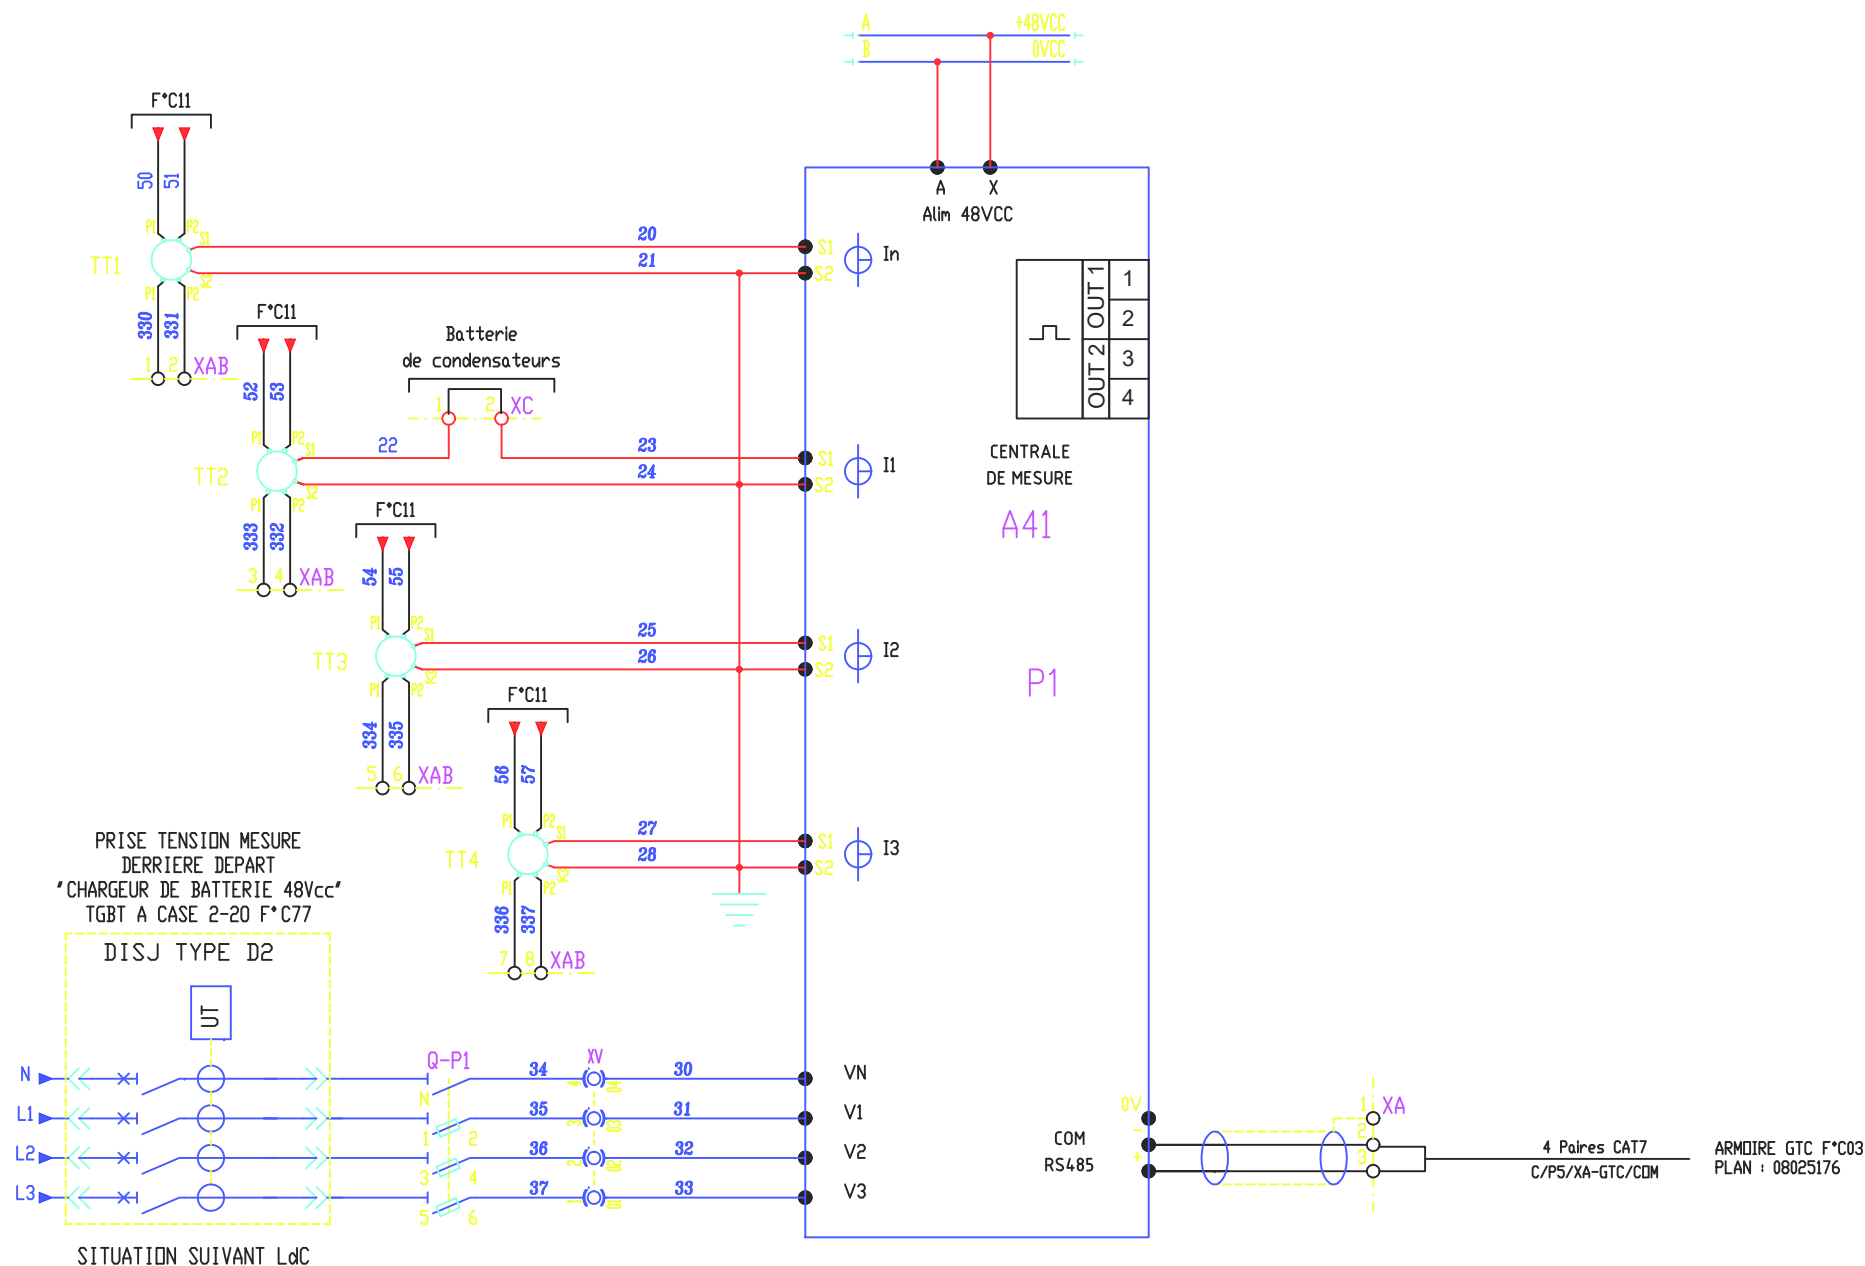 A +48VCC
B 0VCC
F°C11
50 51
P1 P2
S1
S2
TT1
P1 P2
330 331
1 2 XAB
20
21
A X
Alim 48VCC
S1
S2
In
OUT 1
1
2
OUT 2
3
4
F°C11
52 53
P1 P2
S1
S2
TT2
P1 P2
333 332
3 4 XAB
Batterie
de condensateurs
1 2 XC
22
23
24
S1
S2
I1
CENTRALE
DE MESURE
A41
P1
F°C11
54 55
P1 P2
S1
S2
TT3
P1 P2
334 335
5 6 XAB
25
26
S1
S2
I2
F°C11
56 57
P1 P2
S1
S2
TT4
P1 P2
336 337
7 8 XAB
27
28
S1
S2
I3
PRISE TENSION MESURE
DERRIERE DEPART
"CHARGEUR DE BATTERIE 48Vcc"
TGBT A CASE 2-20 F°C77
DISJ TYPE D2
UT
Q-P1
XV
N
N
34
4
04
30
VN
L1
1 2
35
3
03
31
V1
L2
3 4
36
2
02
32
V2
L3
5 6
37
1
01
33
V3
SITUATION SUIVANT LdC
0V
-
+
COM
RS485
1 XA
2
3
4 Paires CAT7
C/P5/XA-GTC/COM
ARMOIRE GTC F°C03
PLAN : 08025176